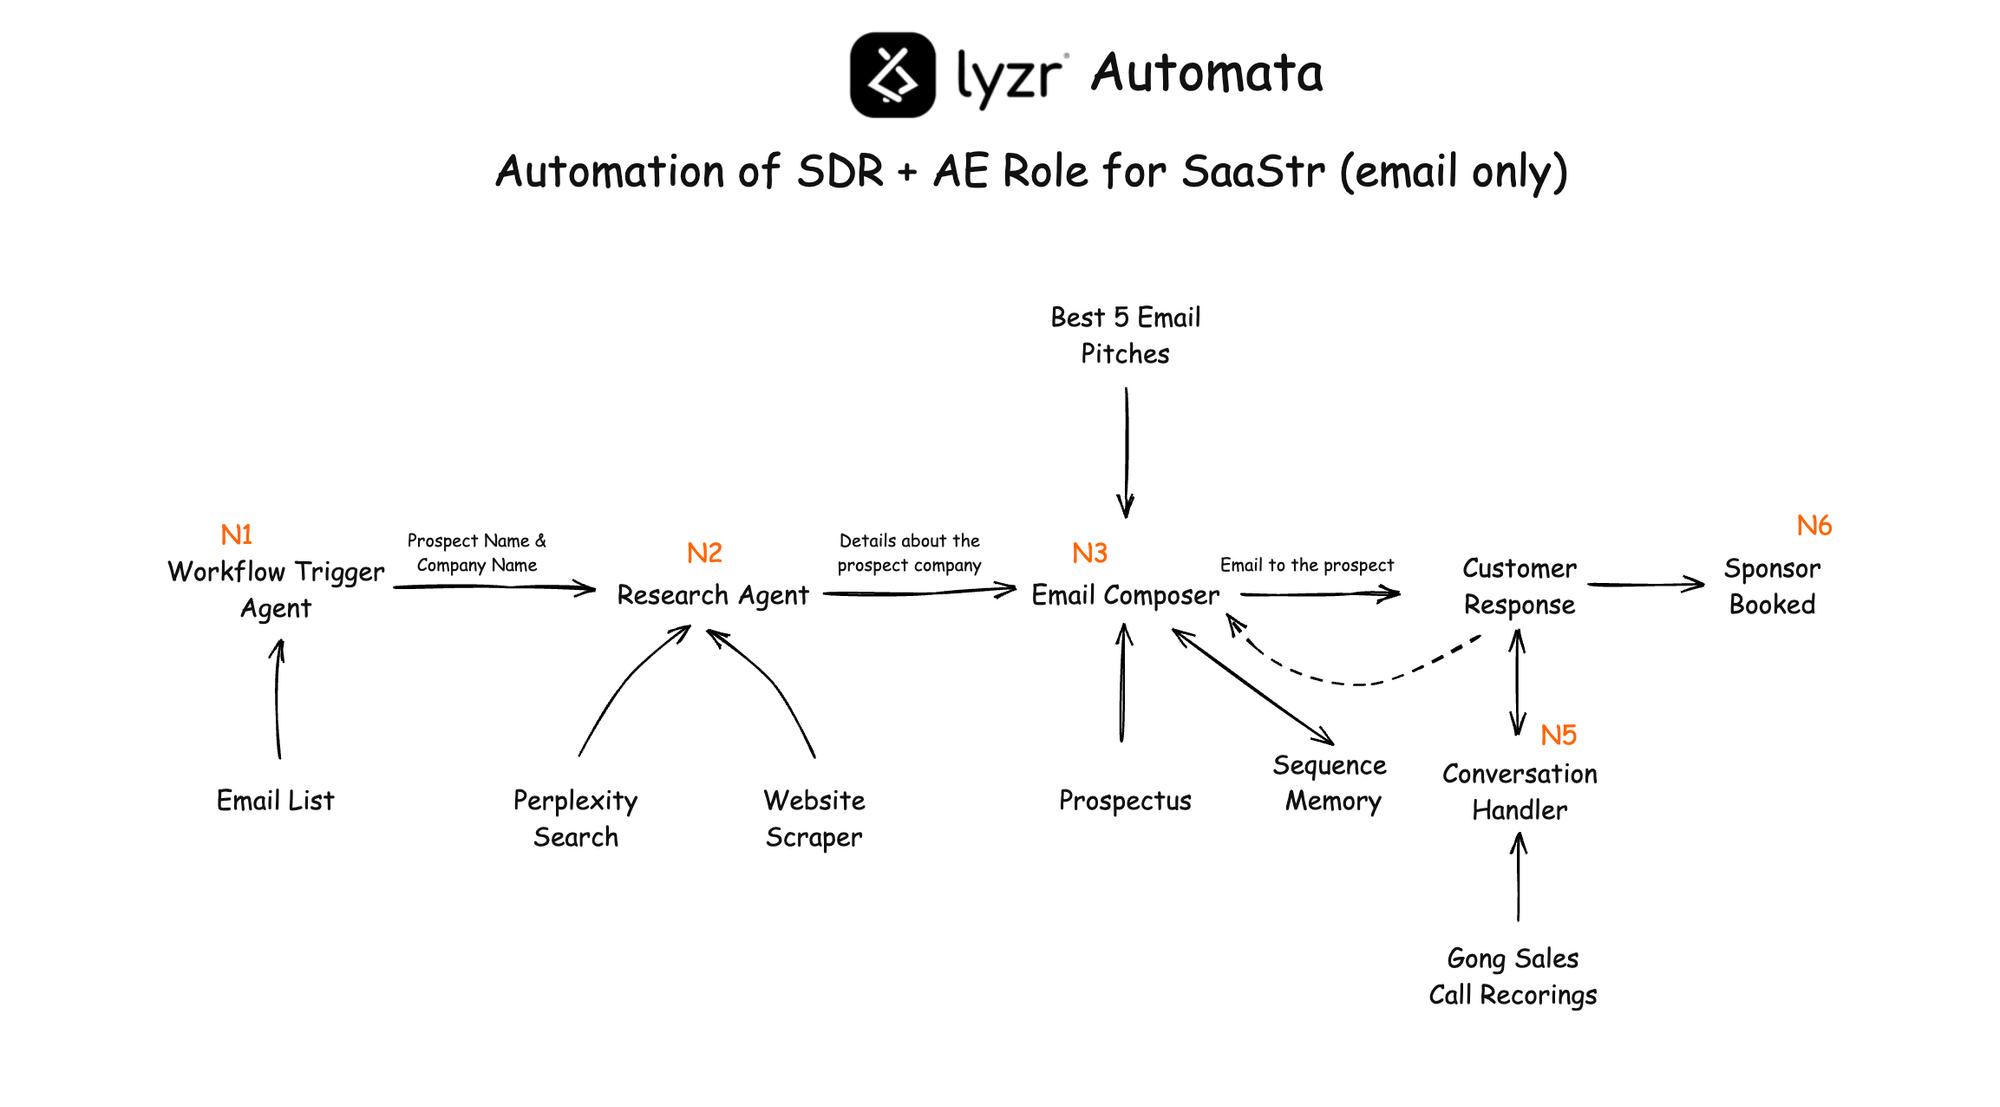 lyzr Automata
Automation of SDR + AE Role for SaaStr (email only)
Best 5 Email
Pitches
N1
Workflow Trigger
Agent
Prospect Name &
Company Name
N2
Research Agent
Details about the
prospect company
N3
Email Composer
Email to the prospect
Customer
Response
N6
Sponsor
Booked
Email List
Perplexity
Search
Website
Scraper
Prospectus
Sequence
Memory
N5
Conversation
Handler
Gong Sales
Call Recorings